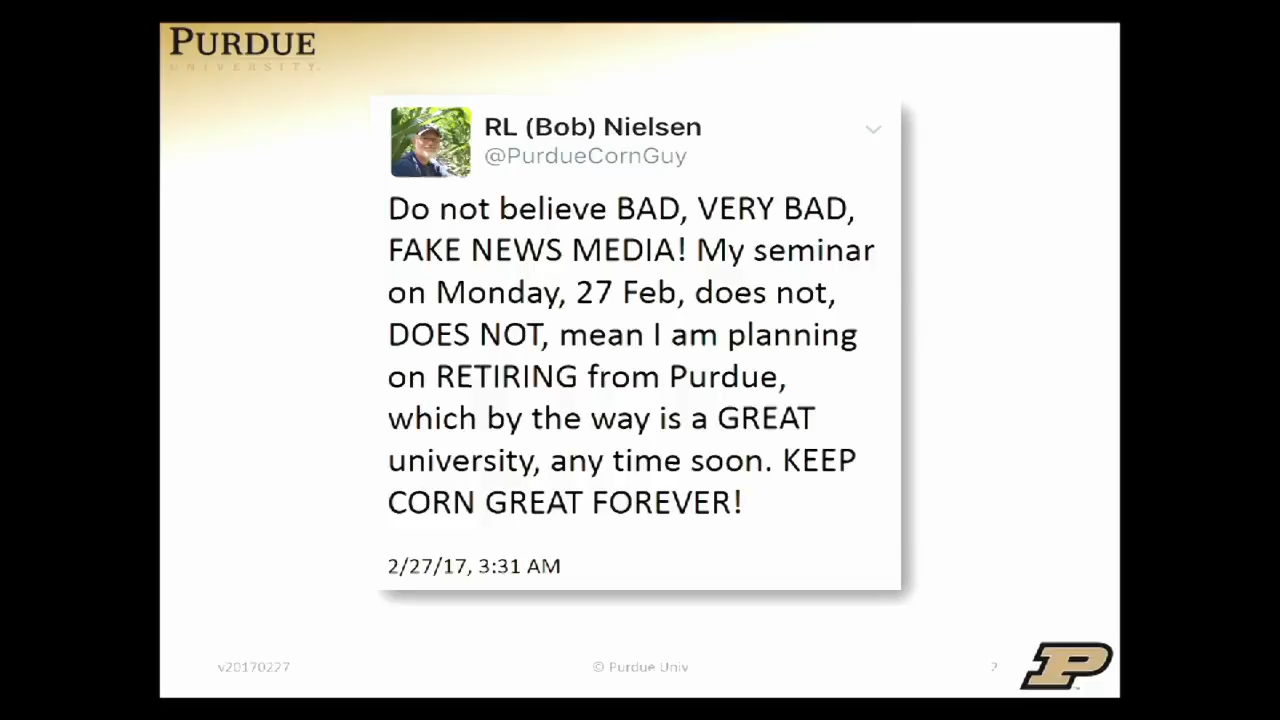 PURDUE
UNIVERSITY
RL (Bob) Nielsen
@PurdueCornGuy
Do not believe BAD, VERY BAD,
FAKE NEWS MEDIA! My seminar
on Monday, 27 Feb, does not,
DOES NOT, mean I am planning
on RETIRING from Purdue,
which by the way is a GREAT
university, any time soon. KEEP
CORN GREAT FOREVER!
2/27/17, 3:31 AM
v20170227 © Purdue Univ 2
P